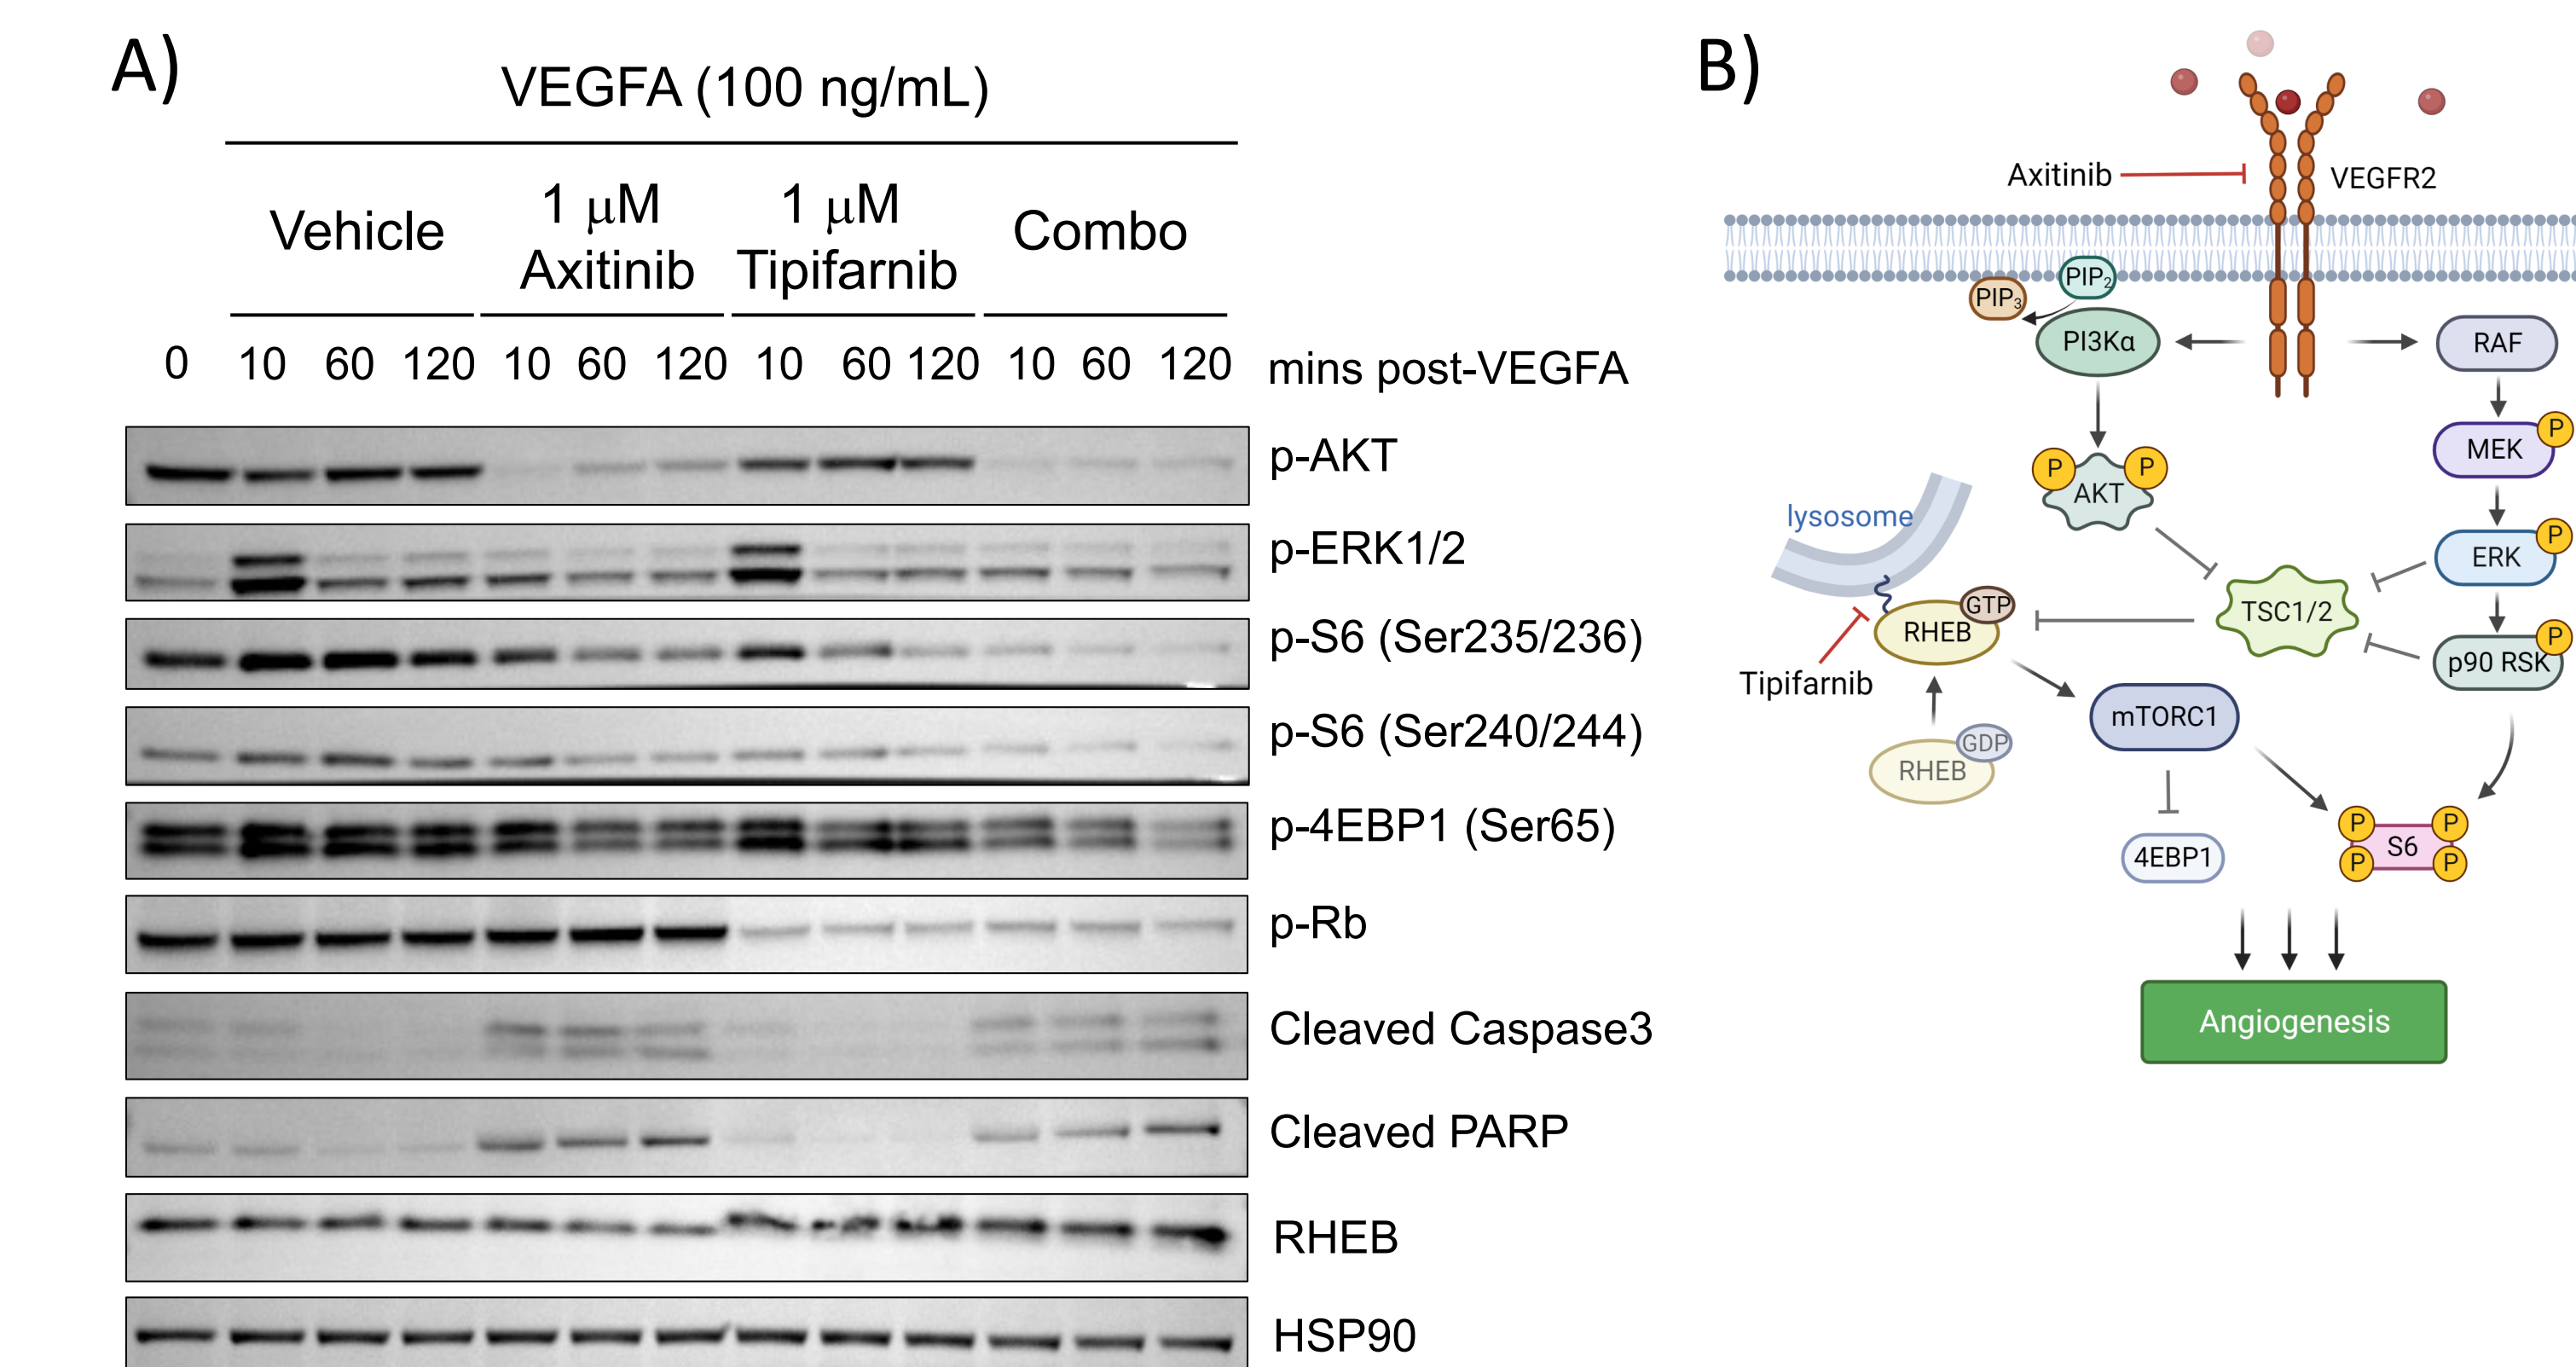 A)
VEGFA (100 ng/mL)
Vehicle
1 μM
Axitinib
1 μM
Tipifarnib
Combo
0 10 60 120 10 60 120 10 60 120 10 60 120 mins post-VEGFA
p-AKT
p-ERK1/2
p-S6 (Ser235/236)
p-S6 (Ser240/244)
p-4EBP1 (Ser65)
p-Rb
Cleaved Caspase3
Cleaved PARP
RHEB
HSP90
B)
Axitinib
VEGFR2
PIP2
PIP3
PI3Kα
RAF
P
MEK
P
P
AKT
lysosome
P
ERK
GTP
RHEB
TSC1/2
P
p90 RSK
Tipifarnib
mTORC1
GDP
RHEB
P
P
4EBP1
S6
P
P
Angiogenesis